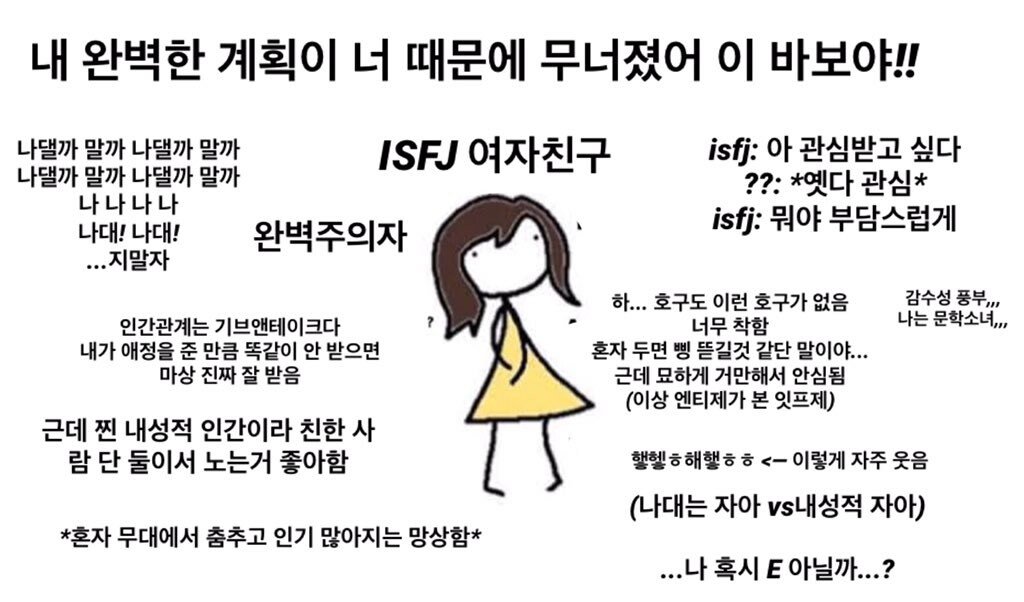 내 완벽한 계획이 너 때문에 무너졌어 이 바보야!!
나댈까 말까 나댈까 말까
나댈까 말까 나댈까 말까
나 나 나 나
나대! 나대!
...지말자
ISFJ 여자친구
완벽주의자
isfj: 아 관심받고 싶다
??: *옛다 관심*
isfj: 뭐야 부담스럽게
인간관계는 기브앤테이크다
내가 애정을 준 만큼 똑같이 안 받으면
마상 진짜 잘 받음
?
하... 호구도 이런 호구가 없음
너무 착함
혼자 두면 삥 뜯길것 같단 말이야...
근데 묘하게 거만해서 안심됨
(이상 엔티제가 본 잇프제)
감수성 풍부,,,
나는 문학소녀,,,
근데 찐 내성적 인간이라 친한 사
람 단 둘이서 노는거 좋아함
햏헿ㅎ해햏ㅎㅎ <— 이렇게 자주 웃음
(나대는 자아 vs내성적 자아)
*혼자 무대에서 춤추고 인기 많아지는 망상함*
...나 혹시 E 아닐까...?